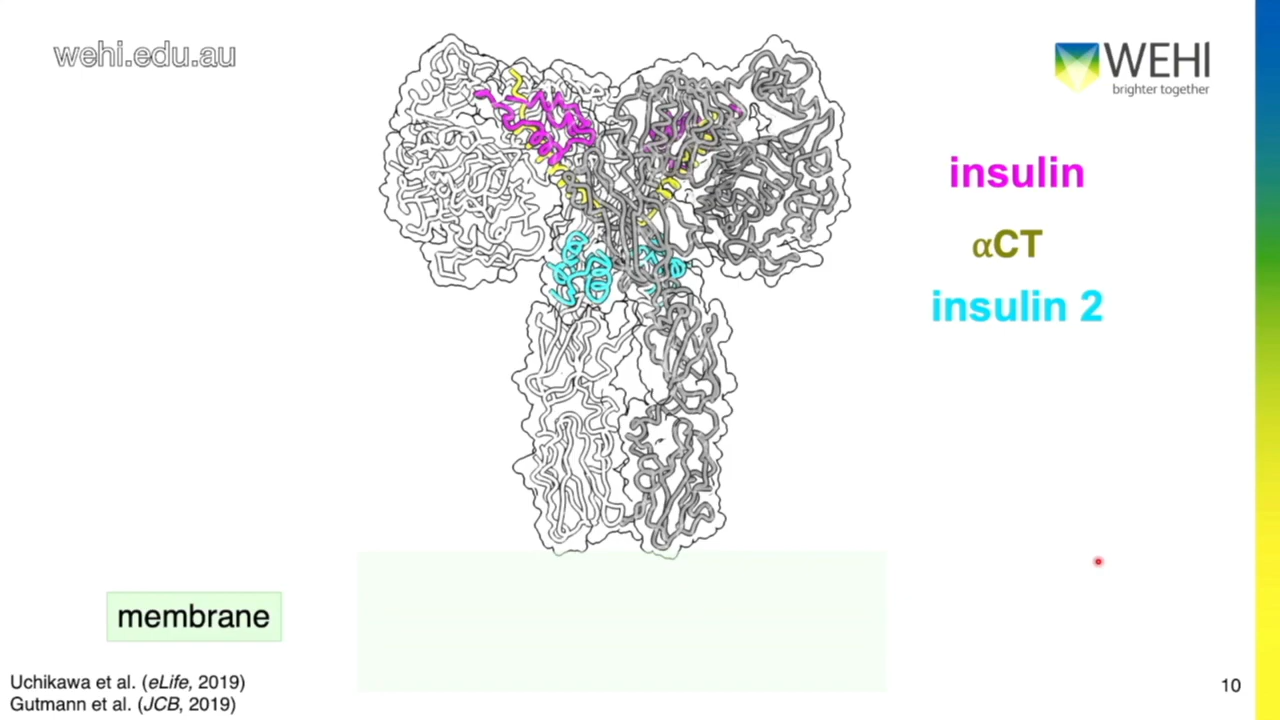 wehi.edu.au
WEHI
brighter together
insulin
αCT
insulin 2
membrane
Uchikawa et al. (eLife, 2019)
Gutmann et al. (JCB, 2019)
10